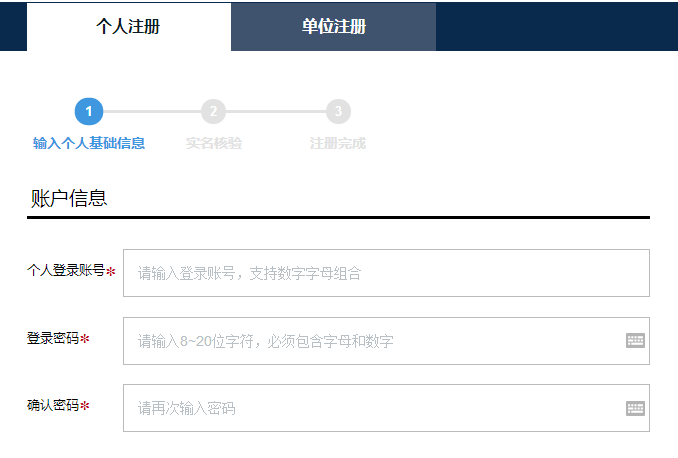 个人注册 单位注册
1 2 3
输入个人基础信息 实名核验 注册完成
账户信息
个人登录账号* 请输入登录账号，支持数字字母组合
登录密码* 请输入8~20位字符，必须包含字母和数字
确认密码* 请再次输入密码